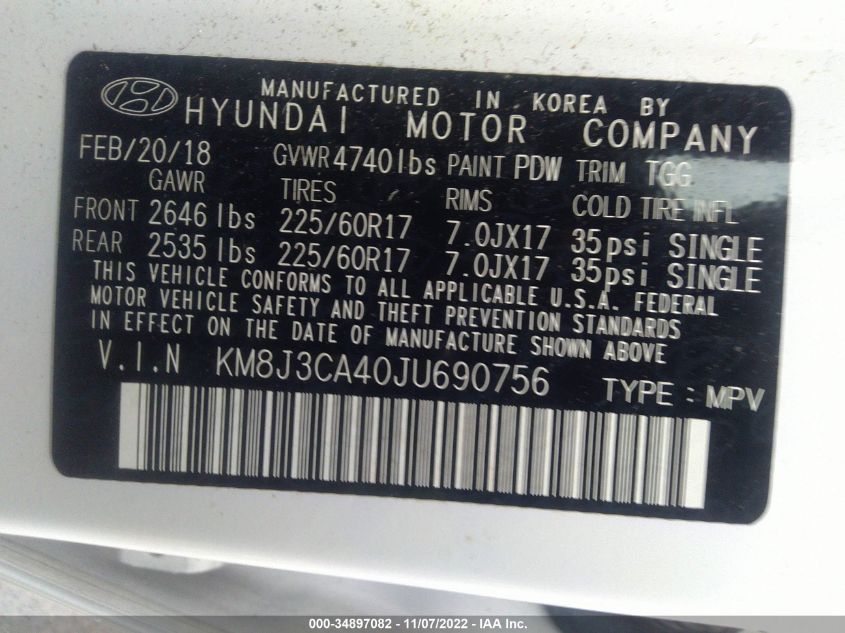 MANUFACTURED IN KOREA BY
HYUNDAI MOTOR COMPANY
FEB/20/18 GVWR 4740lbs PAINT PDW TRIM TGG
GAWR TIRES RIMS COLD TIRE INFL
FRONT 2646 lbs 225/60R17 7.0JX17 35psi SINGLE
REAR 2535 lbs 225/60R17 7.0JX17 35psi SINGLE
THIS VEHICLE CONFORMS TO ALL APPLICABLE U.S.A. FEDERAL
MOTOR VEHICLE SAFETY AND THEFT PREVENTION STANDARDS
IN EFFECT ON THE DATE OF MANUFACTURE SHOWN ABOVE
V.I.N KM8J3CA40JU690756 TYPE : MPV
000-34897082 - 11/07/2022 - IAA Inc.